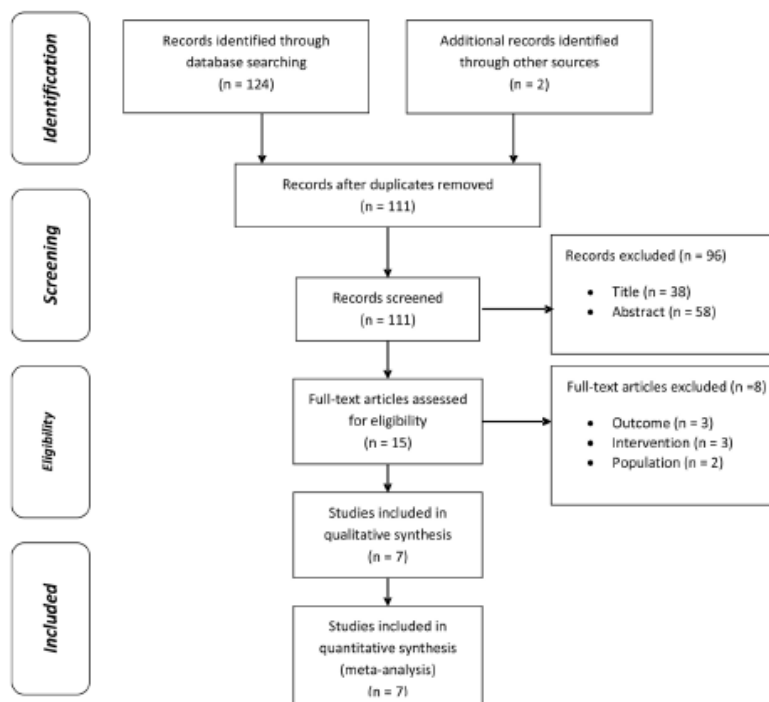 Identification
Records identified through
database searching
(n = 124)
Additional records identified
through other sources
(n = 2)
Records after duplicates removed
(n = 111)
Screening
Records screened
(n = 111)
Records excluded (n = 96)
• Title (n = 38)
• Abstract (n = 58)
Eligibility
Full-text articles assessed
for eligibility
n = 15)
Full-text articles excluded (n =8)
• Outcome (n = 3)
• Intervention (n = 3)
• Population (n = 2)
Studies included in
qualitative synthesis
(n = 7)
Included
Studies included in
quantitative synthesis
(meta-analysis)
(n = 7)